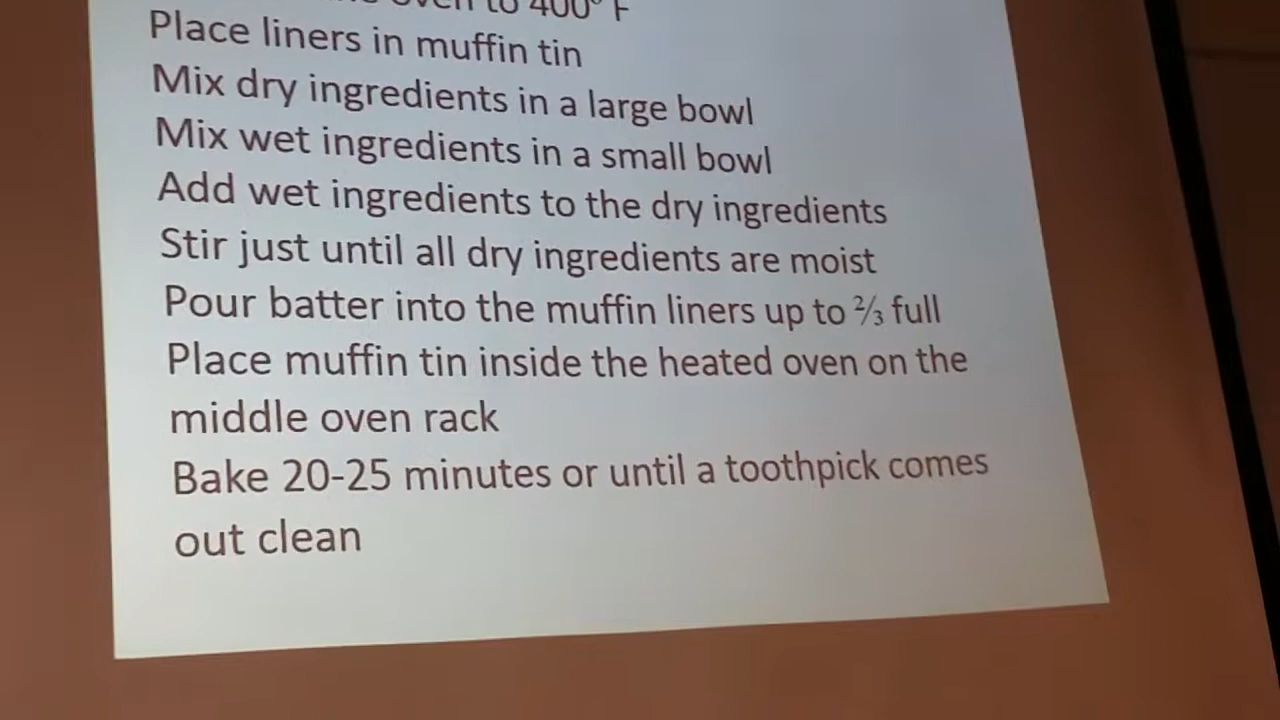 oven to 400° F
Place liners in muffin tin
Mix dry ingredients in a large bowl
Mix wet ingredients in a small bowl
Add wet ingredients to the dry ingredients
Stir just until all dry ingredients are moist
Pour batter into the muffin liners up to ⅔ full
Place muffin tin inside the heated oven on the
middle oven rack
Bake 20-25 minutes or until a toothpick comes
out clean